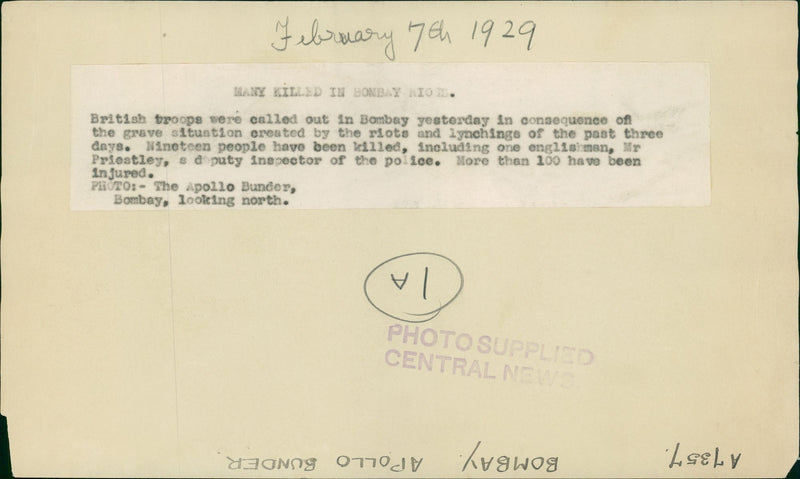 February 7th 1929
MANY KILLED IN BOMBAY RIOTS.
British troops were called out in Bombay yesterday in consequence of
the grave situation created by the riots and lynchings of the past three
days. Nineteen people have been killed, including one englishman, Mr
Priestley, a deputy inspector of the police. More than 100 have been
injured.
PHOTO:- The Apollo Bunder,
Bombay, looking north.
1A
PHOTO SUPPLIED
CENTRAL NEWS.
A7357. BOMBAY. APOLLO BUNDER